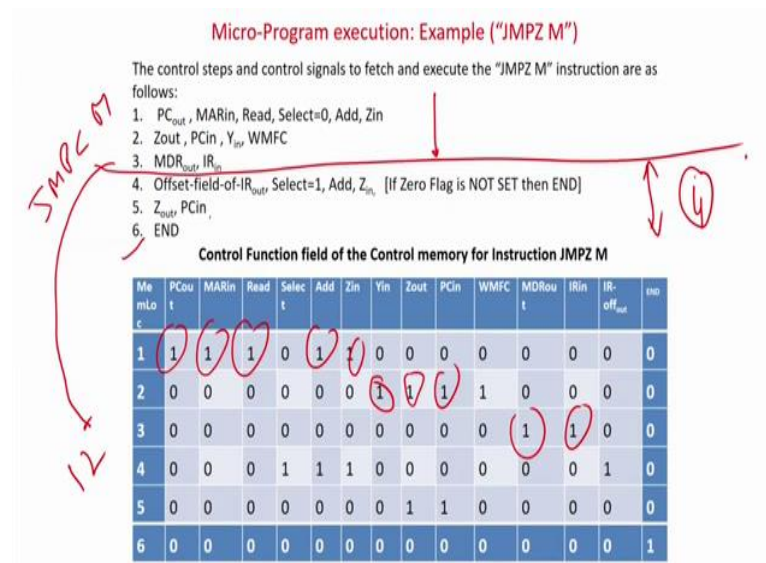 Micro-Program execution: Example ("JMPZ M")
The control steps and control signals to fetch and execute the "JMPZ M" instruction are as
follows:
1. PCout , MARin, Read, Select=0, Add, Zin
2. Zout , PCin , Yin, WMFC
3. MDRout, IRin
4. Offset-field-of-IRout, Select=1, Add, Zin, [If Zero Flag is NOT SET then END]
5. Zout, PCin
6. END
JMPC M
12
Control Function field of the Control memory for Instruction JMPZ M
Me mLo c PCou t MARin Read Selec t Add Zin Yin Zout PCin WMFC MDRou t IRin IR-offout END
1 1 1 1 0 1 1 0 0 0 0 0 0 0 0
2 0 0 0 0 0 0 1 1 1 1 0 0 0 0
3 0 0 0 0 0 0 0 0 0 0 1 1 0 0
4 0 0 0 1 1 1 0 0 0 0 0 0 1 0
5 0 0 0 0 0 0 0 1 1 0 0 0 0 0
6 0 0 0 0 0 0 0 0 0 0 0 0 0 1